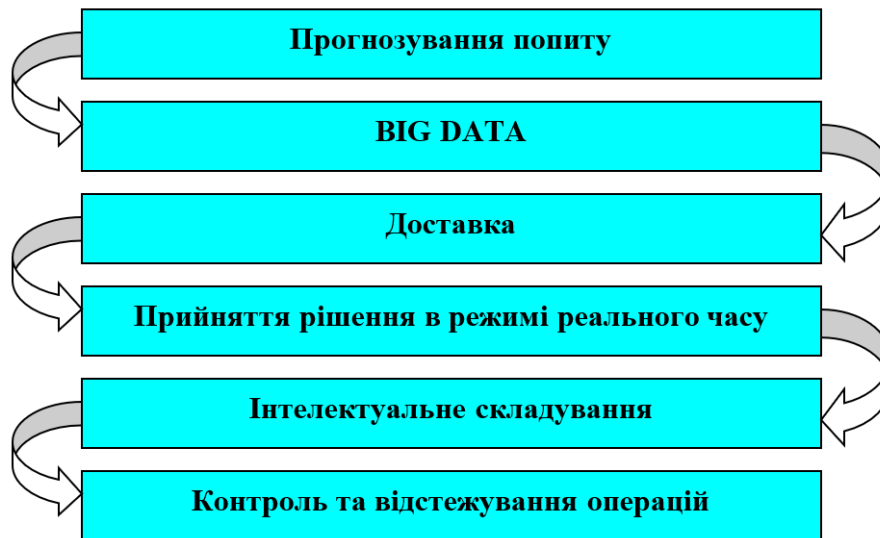 Прогнозування попиту
BIG DATA
Доставка
Прийняття рішення в режимі реального часу
Інтелектуальне складування
Контроль та відстежування операцій